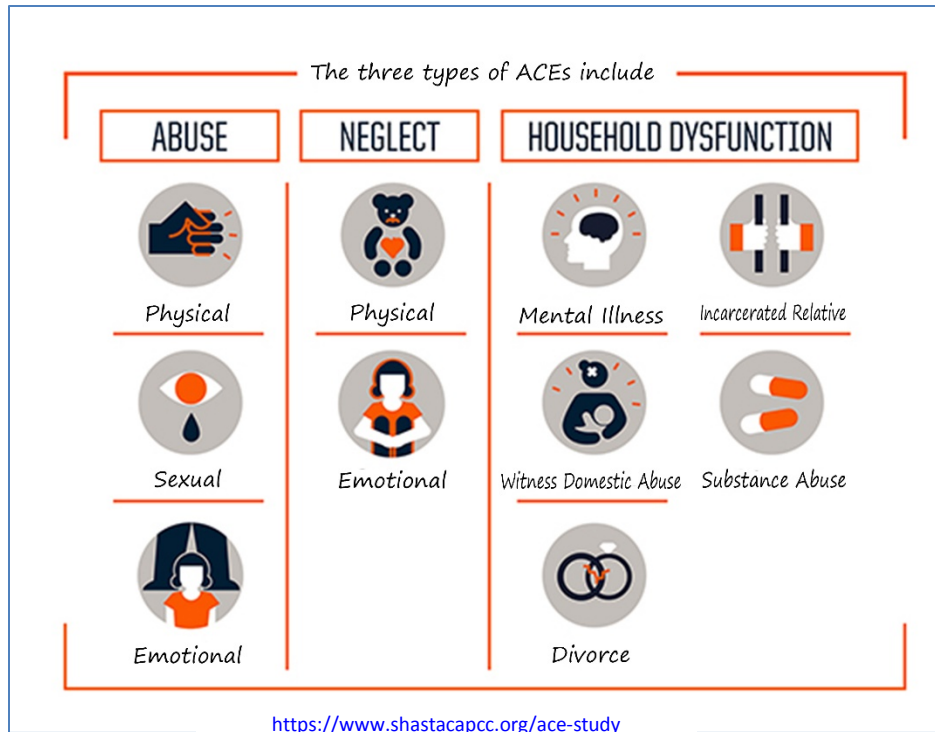 The three types of ACEs include
ABUSE
NEGLECT
HOUSEHOLD DYSFUNCTION
Physical
Physical
Mental Illness
Incarcerated Relative
Sexual
Emotional
Witness Domestic Abuse
Substance Abuse
Emotional
Divorce
https://www.shastacapcc.org/ace-study